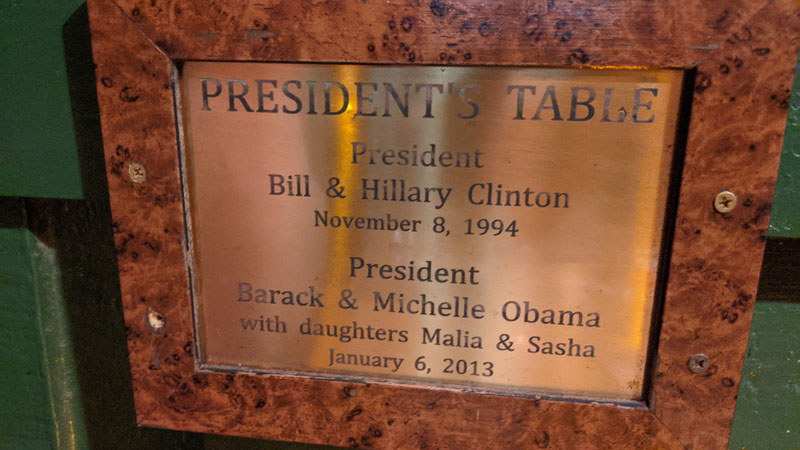 PRESIDENT'S TABLE
President
Bill & Hillary Clinton
November 8, 1994
President
Barack & Michelle Obama
with daughters Malia & Sasha
January 6, 2013